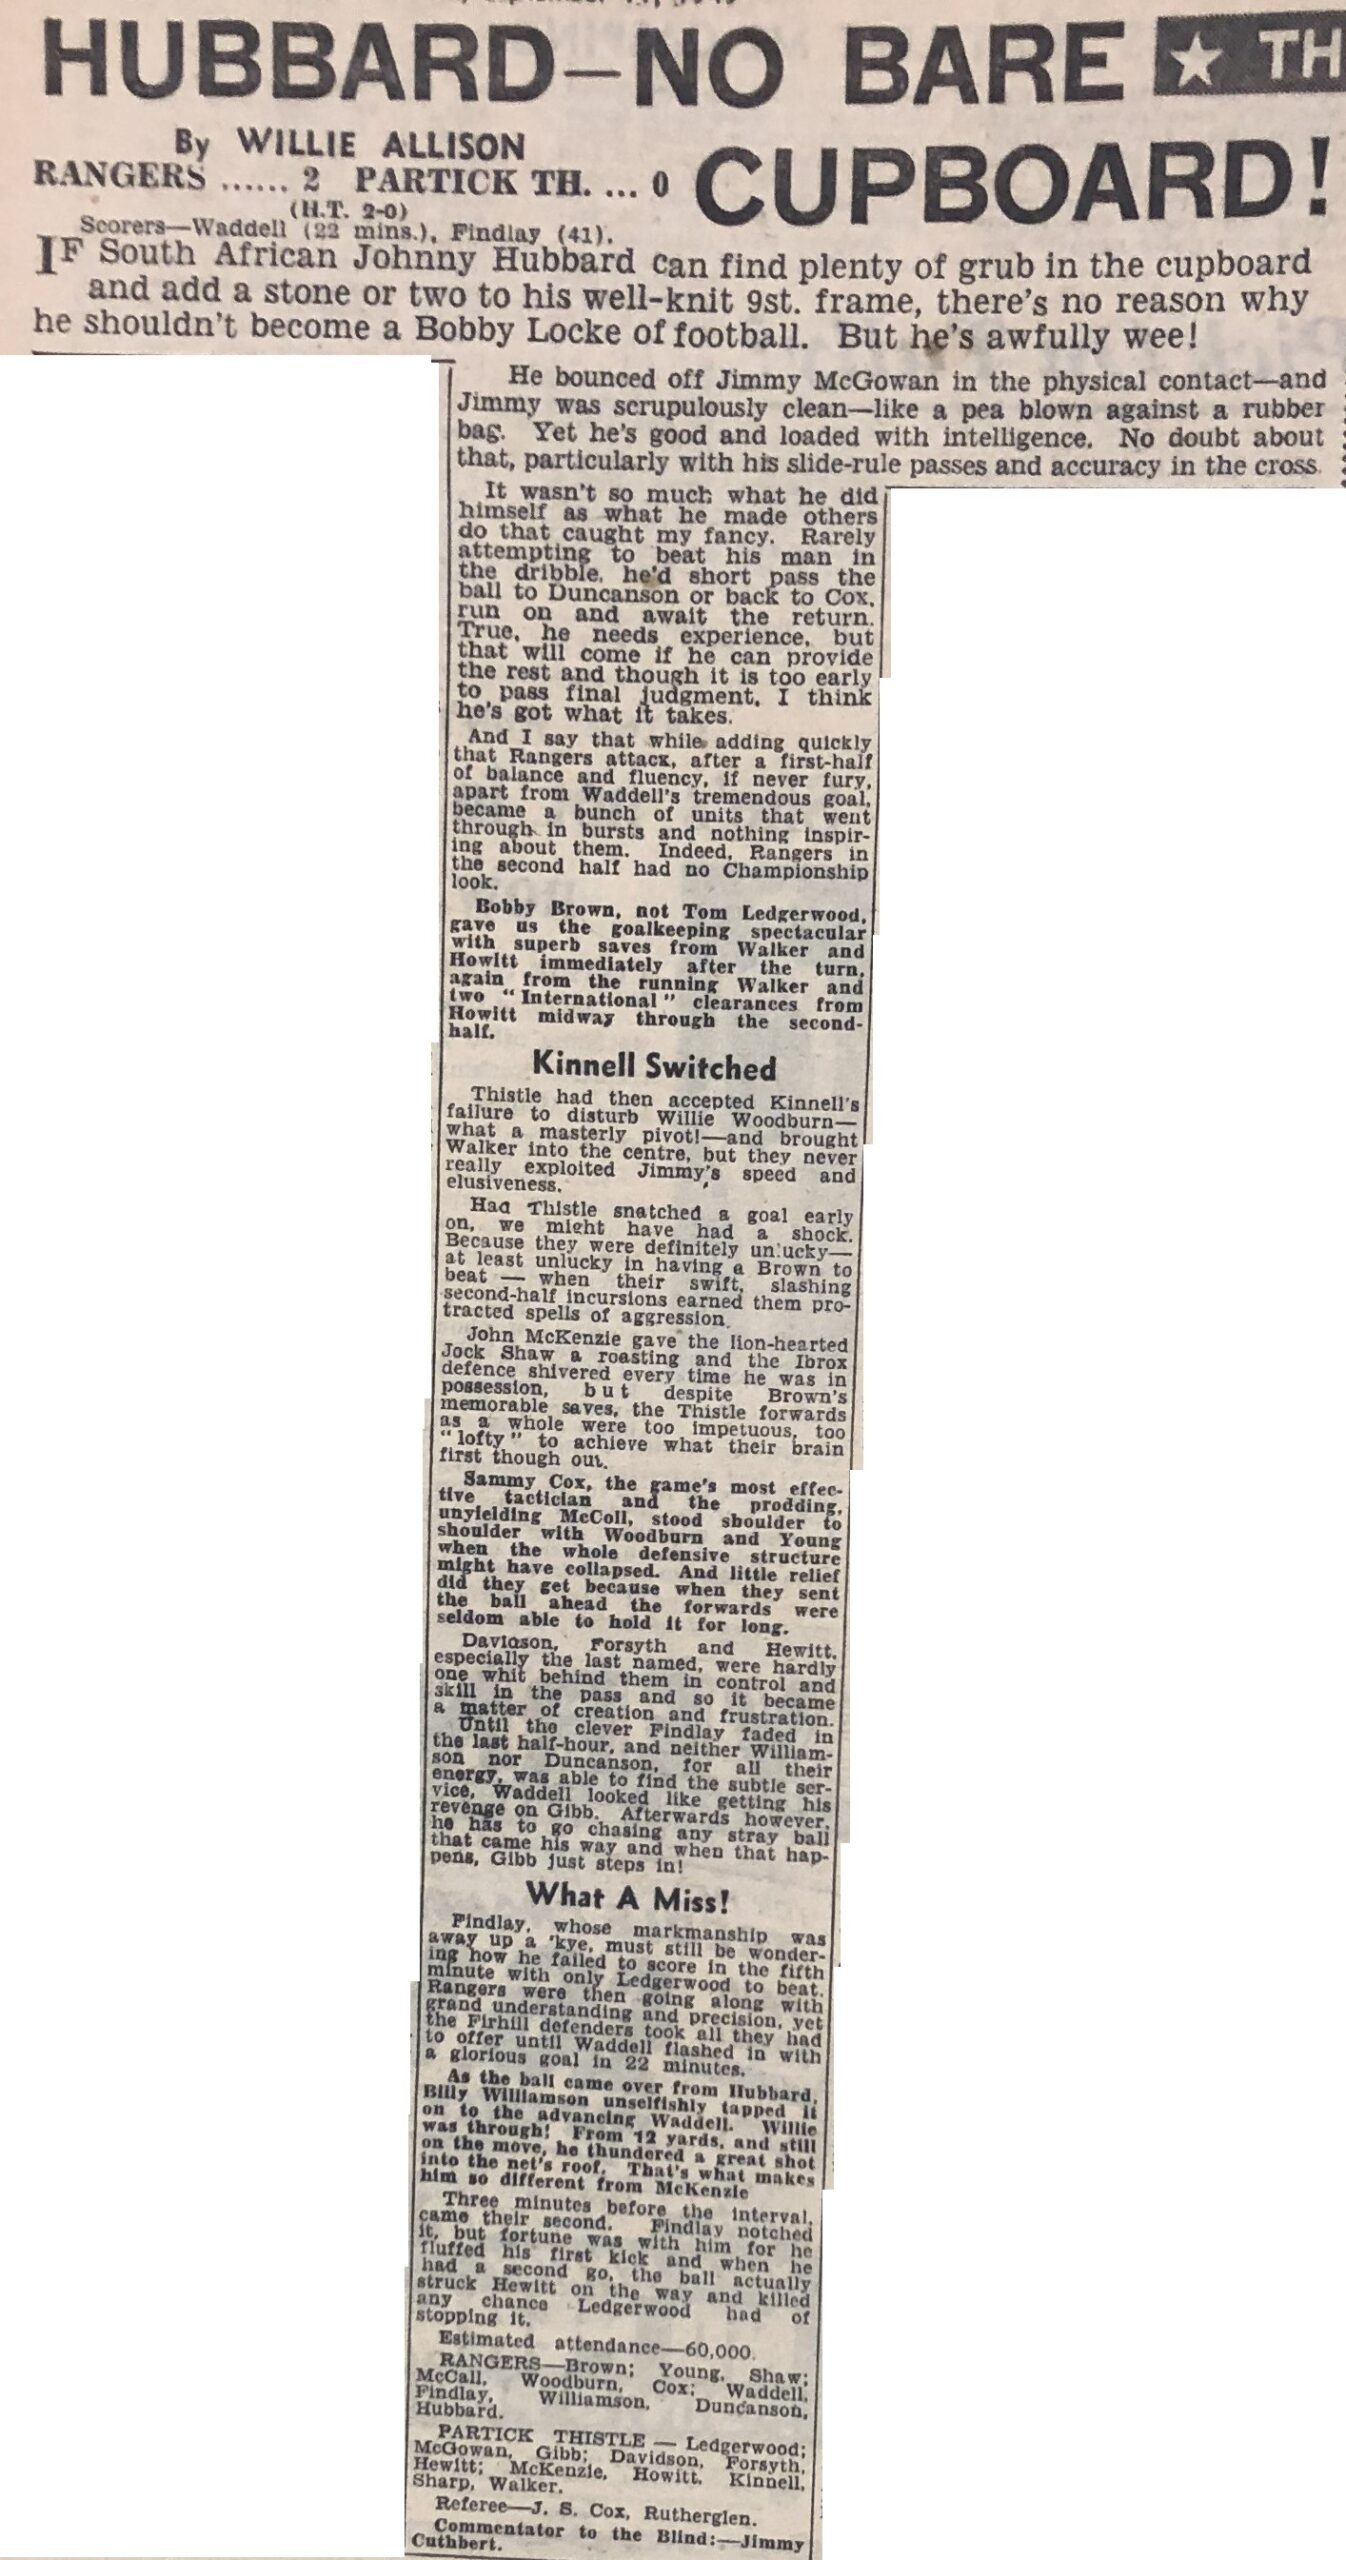 HUBBARD—NO BARE ★ TH
CUPBOARD!
By WILLIE ALLISON
RANGERS ...... 2 PARTICK TH. ... 0
(H.T. 2-0)
Scorers—Waddell (22 mins.), Findlay (41).
IF South African Johnny Hubbard can find plenty of grub in the cupboard
and add a stone or two to his well-knit 9st. frame, there's no reason why
he shouldn't become a Bobby Locke of football. But he's awfully wee!
He bounced off Jimmy McGowan in the physical contact—and
Jimmy was scrupulously clean—like a pea blown against a rubber
bag. Yet he's good and loaded with intelligence. No doubt about
that, particularly with his slide-rule passes and accuracy in the cross
It wasn't so much what he did
himself as what he made others
do that caught my fancy. Rarely
attempting to beat his man in
the dribble, he'd short pass the
ball to Duncanson or back to Cox,
run on and await the return.
True, he needs experience, but
that will come if he can provide
the rest and though it is too early
to pass final judgment, I think
he's got what it takes.
And I say that while adding quickly
that Rangers attack, after a first-half
of balance and fluency, if never fury,
apart from Waddell's tremendous goal,
became a bunch of units that went
through in bursts and nothing inspir-
ing about them. Indeed, Rangers in
the second half had no Championship
look.
Bobby Brown, not Tom Ledgerwood,
gave us the goalkeeping spectacular
with superb saves from Walker and
Howitt immediately after the turn,
again from the running Walker and
two "International" clearances from
Howitt midway through the second-
half.
Kinnell Switched
Thistle had then accepted Kinnell's
failure to disturb Willie Woodburn—
what a masterly pivot!—and brought
Walker into the centre, but they never
really exploited Jimmy's speed and
elusiveness.
Had Thistle snatched a goal early
on, we might have had a shock.
Because they were definitely unlucky—
at least unlucky in having a Brown to
beat — when their swift, slashing
second-half incursions earned them pro-
tracted spells of aggression.
John McKenzie gave the lion-hearted
Jock Shaw a roasting and the Ibrox
defence shivered every time he was in
possession, but despite Brown's
memorable saves, the Thistle forwards
as a whole were too impetuous, too
"lofty" to achieve what their brain
first though out.
Sammy Cox, the game's most effec-
tive tactician and the prodding,
unyielding McColl, stood shoulder to
shoulder with Woodburn and Young
when the whole defensive structure
might have collapsed. And little relief
did they get because when they sent
the ball ahead the forwards were
seldom able to hold it for long.
Davidson, Forsyth and Hewitt,
especially the last named, were hardly
one whit behind them in control and
skill in the pass and so it became
a matter of creation and frustration.
Until the clever Findlay faded in
the last half-hour, and neither William-
son nor Duncanson, for all their
energy, was able to find the subtle ser-
vice, Waddell looked like getting his
revenge on Gibb. Afterwards however,
he has to go chasing any stray ball
that came his way and when that hap-
pens, Gibb just steps in!
What A Miss!
Findlay, whose markmanship was
away up a 'kye, must still be wonder-
ing how he failed to score in the fifth
minute with only Ledgerwood to beat.
Rangers were then going along with
grand understanding and precision, yet
the Firhill defenders took all they had
to offer until Waddell flashed in with
a glorious goal in 22 minutes.
As the ball came over from Hubbard,
Billy Williamson unselfishly tapped it
on to the advancing Waddell. Willie
was through! From 12 yards, and still
on the move, he thundered a great shot
into the net's roof. That's what makes
him so different from McKenzie
Three minutes before the interval,
came their second. Findlay notched
it, but fortune was with him for he
fluffed his first kick and when he
had a second go, the ball actually
struck Hewitt on the way and killed
any chance Ledgerwood had of
stopping it.
Estimated attendance—60,000.
RANGERS—Brown; Young, Shaw;
McCall, Woodburn, Cox; Waddell,
Findlay, Williamson, Duncanson,
Hubbard.
PARTICK THISTLE — Ledgerwood;
McGowan, Gibb; Davidson, Forsyth,
Hewitt; McKenzie, Howitt, Kinnell,
Sharp, Walker.
Referee—J. S. Cox, Rutherglen.
Commentator to the Blind:—Jimmy
Cuthbert.